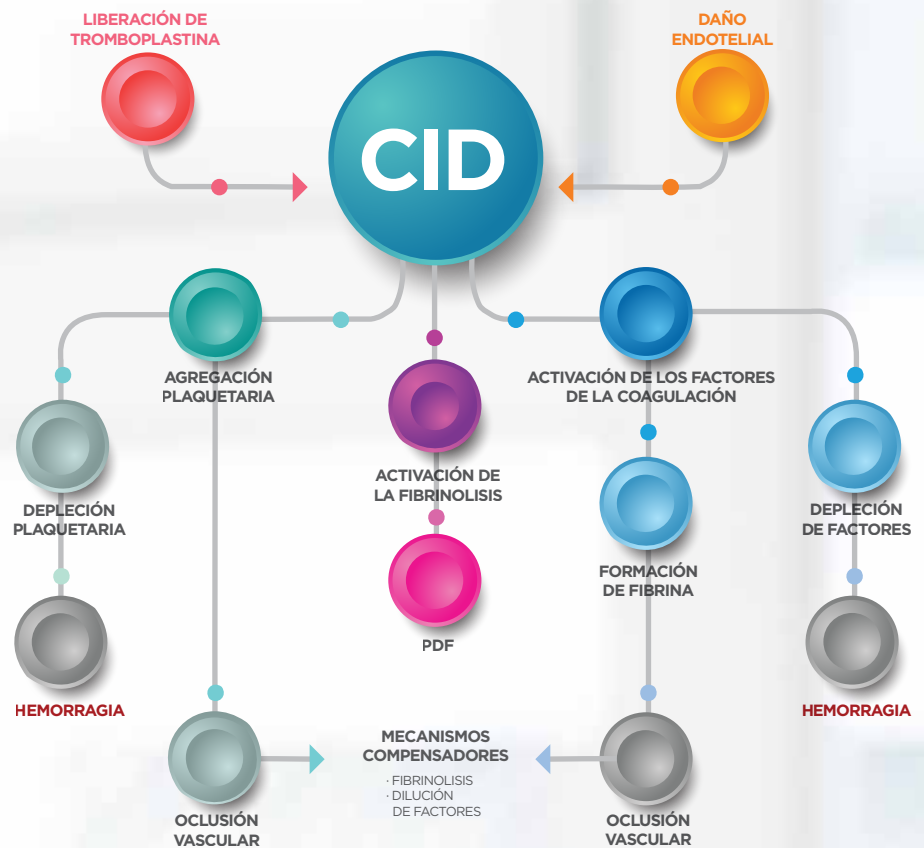 LIBERACIÓN DE
TROMBOPLASTINA
DAÑO
ENDOTELIAL
CID
AGREGACIÓN
PLAQUETARIA
ACTIVACIÓN DE LOS FACTORES
DE LA COAGULACIÓN
ACTIVACIÓN DE
LA FIBRINOLISIS
DEPLECIÓN
PLAQUETARIA
DEPLECIÓN
DE FACTORES
FORMACIÓN
DE FIBRINA
PDF
HEMORRAGIA
HEMORRAGIA
MECANISMOS
COMPENSADORES
· FIBRINOLISIS
· DILUCIÓN
DE FACTORES
OCLUSIÓN
VASCULAR
OCLUSIÓN
VASCULAR